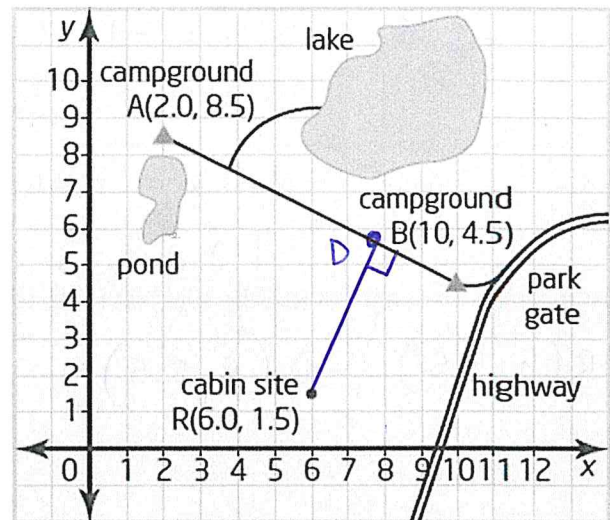 y
lake
campground
A(2.0, 8.5)
10
9
8
7
6
5
4
3
2
1
campground
B(10, 4.5)
D
pond
park
gate
cabin site
R(6.0, 1.5)
highway
0 1 2 3 4 5 6 7 8 9 10 11 12 x